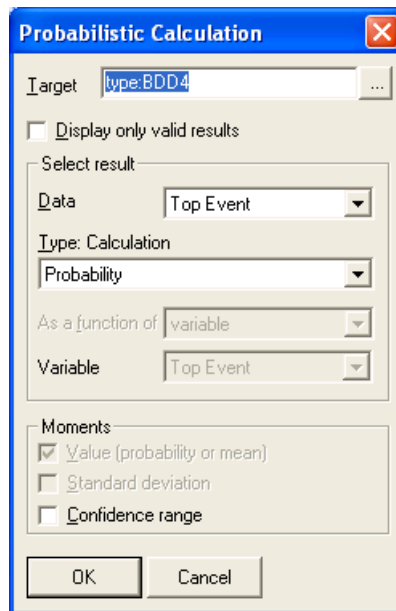 Probabilistic Calculation
Target type:BDD4 ...
Display only valid results
Select result
Data Top Event
Type: Calculation
Probability
As a function of variable
Variable Top Event
Moments
Value (probability or mean)
Standard deviation
Confidence range
OK Cancel